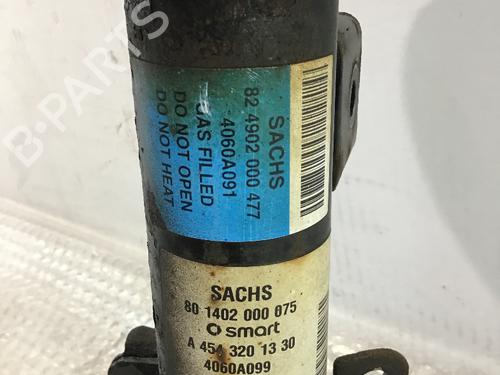 B-PARTS
SACHS
82 4902 000 477
4060A091
GAS FILLED
DO NOT OPEN
DO NOT HEAT
SACHS
80 1402 000 075
smart
A 454 320 13 30
4060A099